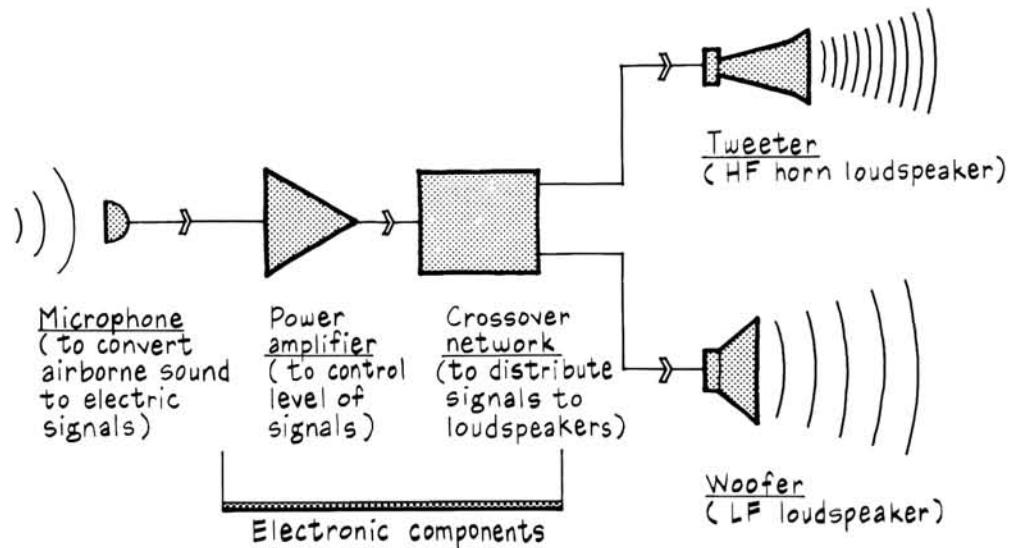 Tweeter
(HF horn loudspeaker)
Microphone
(to convert
airborne sound
to electric
signals)
Power
amplifier
(to control
level of
signals)
Crossover
network
(to distribute
signals to
loudspeakers)
Woofer
(LF loudspeaker)
Electronic components